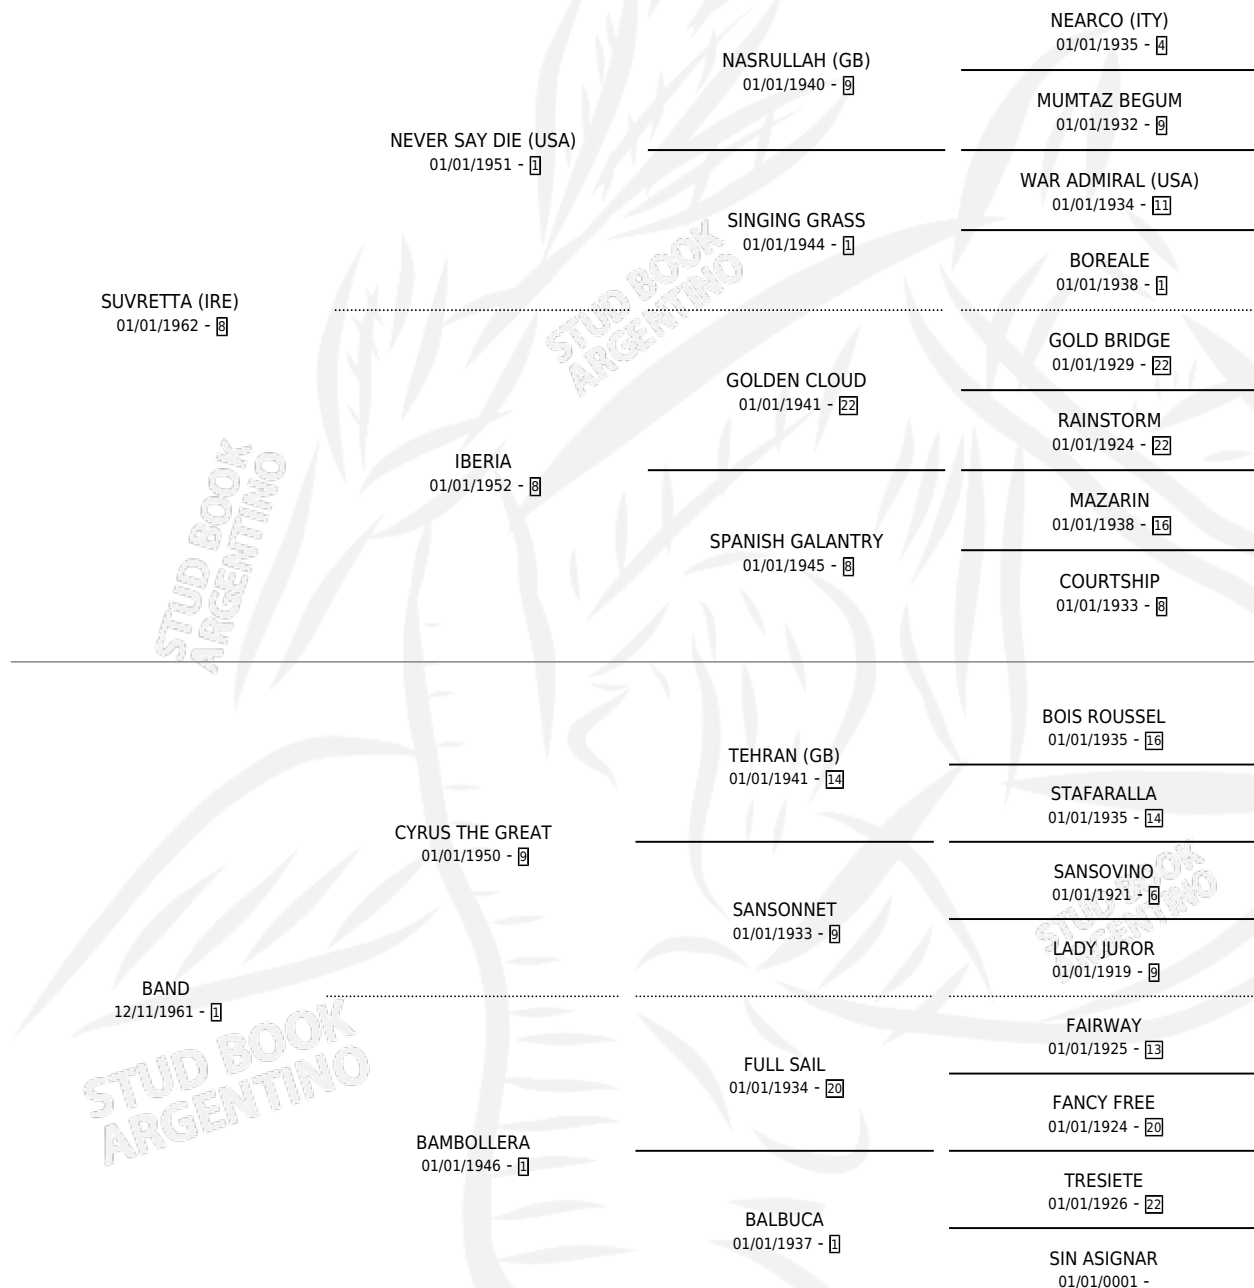 NEARCO (ITY)
01/01/1935 - 4
NASRULLAH (GB)
01/01/1940 - 9
MUMTAZ BEGUM
01/01/1932 - 9
NEVER SAY DIE (USA)
01/01/1951 - 1
WAR ADMIRAL (USA)
01/01/1934 - 11
SINGING GRASS
01/01/1944 - 1
BOREALE
01/01/1938 - 1
SUVRETTA (IRE)
01/01/1962 - 8
STUD BOOK
ARGENTINO
GOLD BRIDGE
01/01/1929 - 22
GOLDEN CLOUD
01/01/1941 - 22
RAINSTORM
01/01/1924 - 22
IBERIA
01/01/1952 - 8
MAZARIN
01/01/1938 - 16
SPANISH GALANTRY
01/01/1945 - 8
COURTSHIP
01/01/1933 - 8
STUD BOOK
ARGENTINO
BOIS ROUSSEL
01/01/1935 - 16
TEHRAN (GB)
01/01/1941 - 14
STAFARALLA
01/01/1935 - 14
CYRUS THE GREAT
01/01/1950 - 9
SANSOVINO
01/01/1921 - 6
SANSONNET
01/01/1933 - 9
LADY JUROR
01/01/1919 - 9
STUD BOOK
ARGENTINO
BAND
12/11/1961 - 1
STUD BOOK
ARGENTINO
FAIRWAY
01/01/1925 - 13
FULL SAIL
01/01/1934 - 20
FANCY FREE
01/01/1924 - 20
BAMBOLLERA
01/01/1946 - 1
TRESIETE
01/01/1926 - 22
BALBUCA
01/01/1937 - 1
SIN ASIGNAR
01/01/0001 -